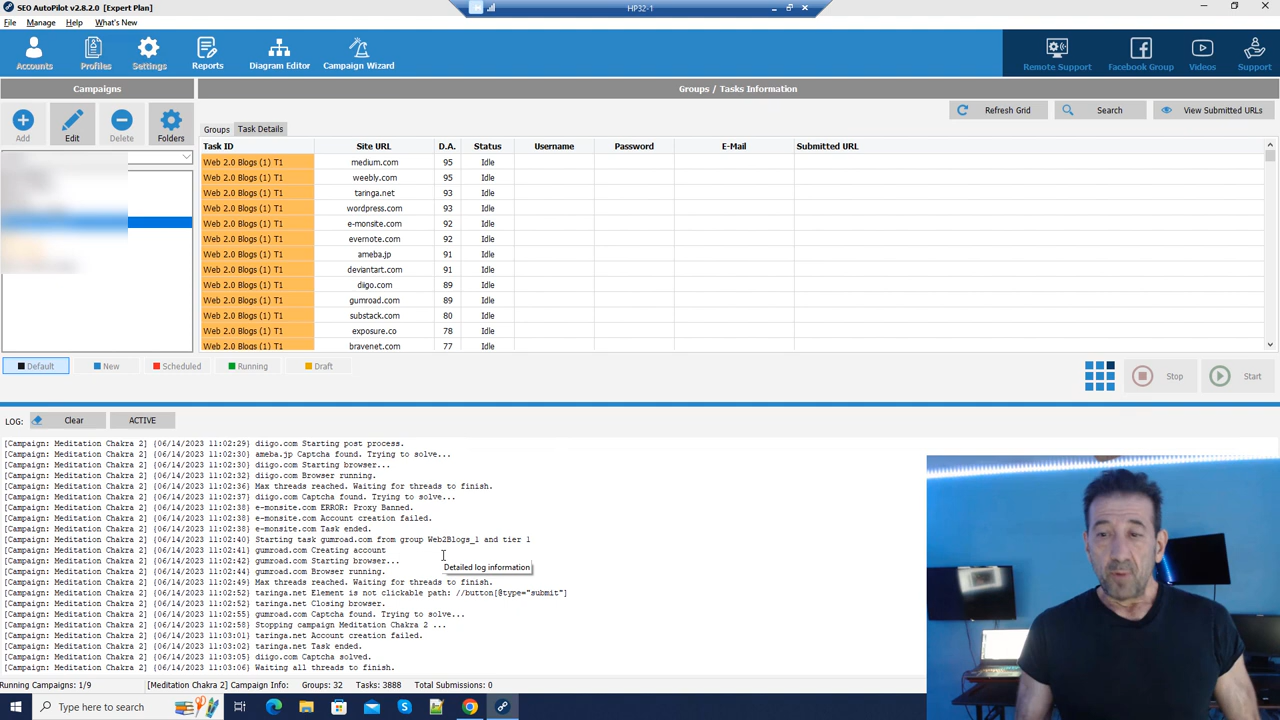 SEO AutoPilot v2.8.2.0 [Expert Plan]
HP32-1
File Manage Help What's New
Accounts Profiles Settings Reports Diagram Editor Campaign Wizard
Remote Support Facebook Group Videos Support
Campaigns
Groups / Tasks Information
Add Edit Delete Folders
Refresh Grid Search View Submitted URLs
Groups Task Details
Task ID Site URL D.A. Status Username Password E-Mail Submitted URL
Web 2.0 Blogs (1) T1 medium.com 95 Idle
Web 2.0 Blogs (1) T1 weebly.com 95 Idle
Web 2.0 Blogs (1) T1 taringa.net 93 Idle
Web 2.0 Blogs (1) T1 wordpress.com 93 Idle
Web 2.0 Blogs (1) T1 e-monsite.com 92 Idle
Web 2.0 Blogs (1) T1 evernote.com 92 Idle
Web 2.0 Blogs (1) T1 ameba.jp 91 Idle
Web 2.0 Blogs (1) T1 deviantart.com 91 Idle
Web 2.0 Blogs (1) T1 diigo.com 89 Idle
Web 2.0 Blogs (1) T1 gumroad.com 89 Idle
Web 2.0 Blogs (1) T1 substack.com 80 Idle
Web 2.0 Blogs (1) T1 exposure.co 78 Idle
Web 2.0 Blogs (1) T1 bravenet.com 77 Idle
Default New Scheduled Running Draft
Stop Start
LOG: Clear ACTIVE
[Campaign: Meditation Chakra 2] {06/14/2023 11:02:29} diigo.com Starting post process.
[Campaign: Meditation Chakra 2] {06/14/2023 11:02:30} ameba.jp Captcha found. Trying to solve...
[Campaign: Meditation Chakra 2] {06/14/2023 11:02:30} diigo.com Starting browser...
[Campaign: Meditation Chakra 2] {06/14/2023 11:02:32} diigo.com Browser running.
[Campaign: Meditation Chakra 2] {06/14/2023 11:02:36} Max threads reached. Waiting for threads to finish.
[Campaign: Meditation Chakra 2] {06/14/2023 11:02:37} diigo.com Captcha found. Trying to solve...
[Campaign: Meditation Chakra 2] {06/14/2023 11:02:38} e-monsite.com ERROR: Proxy Banned.
[Campaign: Meditation Chakra 2] {06/14/2023 11:02:38} e-monsite.com Account creation failed.
[Campaign: Meditation Chakra 2] {06/14/2023 11:02:38} e-monsite.com Task ended.
[Campaign: Meditation Chakra 2] {06/14/2023 11:02:40} Starting task gumroad.com from group Web2Blogs_1 and tier 1
[Campaign: Meditation Chakra 2] {06/14/2023 11:02:41} gumroad.com Creating account
[Campaign: Meditation Chakra 2] {06/14/2023 11:02:42} gumroad.com Starting browser...
[Campaign: Meditation Chakra 2] {06/14/2023 11:02:44} gumroad.com Browser running.
[Campaign: Meditation Chakra 2] {06/14/2023 11:02:49} Max threads reached. Waiting for threads to finish.
[Campaign: Meditation Chakra 2] {06/14/2023 11:02:52} taringa.net Element is not clickable path: //button[@type="submit"]
[Campaign: Meditation Chakra 2] {06/14/2023 11:02:52} taringa.net Closing browser.
[Campaign: Meditation Chakra 2] {06/14/2023 11:02:55} gumroad.com Captcha found. Trying to solve...
[Campaign: Meditation Chakra 2] {06/14/2023 11:02:58} Stopping campaign Meditation Chakra 2 ...
[Campaign: Meditation Chakra 2] {06/14/2023 11:03:01} taringa.net Account creation failed.
[Campaign: Meditation Chakra 2] {06/14/2023 11:03:02} taringa.net Task ended.
[Campaign: Meditation Chakra 2] {06/14/2023 11:03:05} diigo.com Captcha solved.
[Campaign: Meditation Chakra 2] {06/14/2023 11:03:06} Waiting all threads to finish.
Detailed log information
Running Campaigns: 1/9 [Meditation Chakra 2] Campaign Info: Groups: 32 Tasks: 3888 Total Submissions: 0
Type here to search